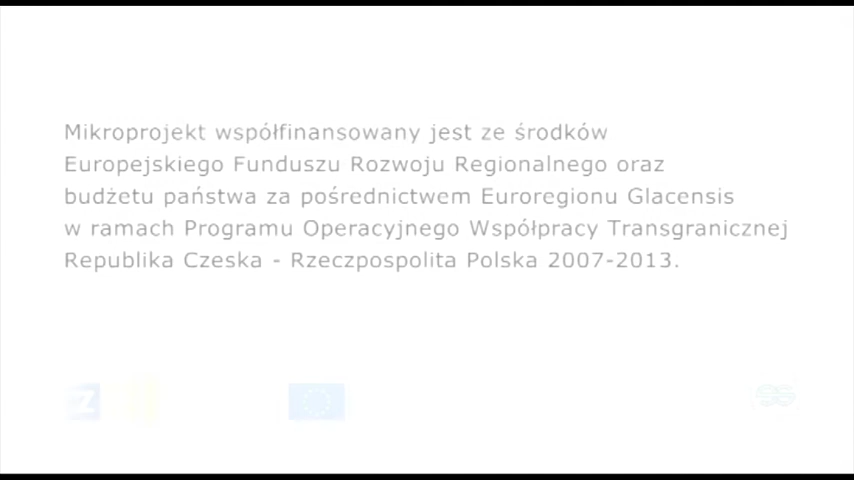 Mikroprojekt współfinansowany jest ze środków
Europejskiego Funduszu Rozwoju Regionalnego oraz
budżetu państwa za pośrednictwem Euroregionu Glacensis
w ramach Programu Operacyjnego Współpracy Transgranicznej
Republika Czeska - Rzeczpospolita Polska 2007-2013.
Z